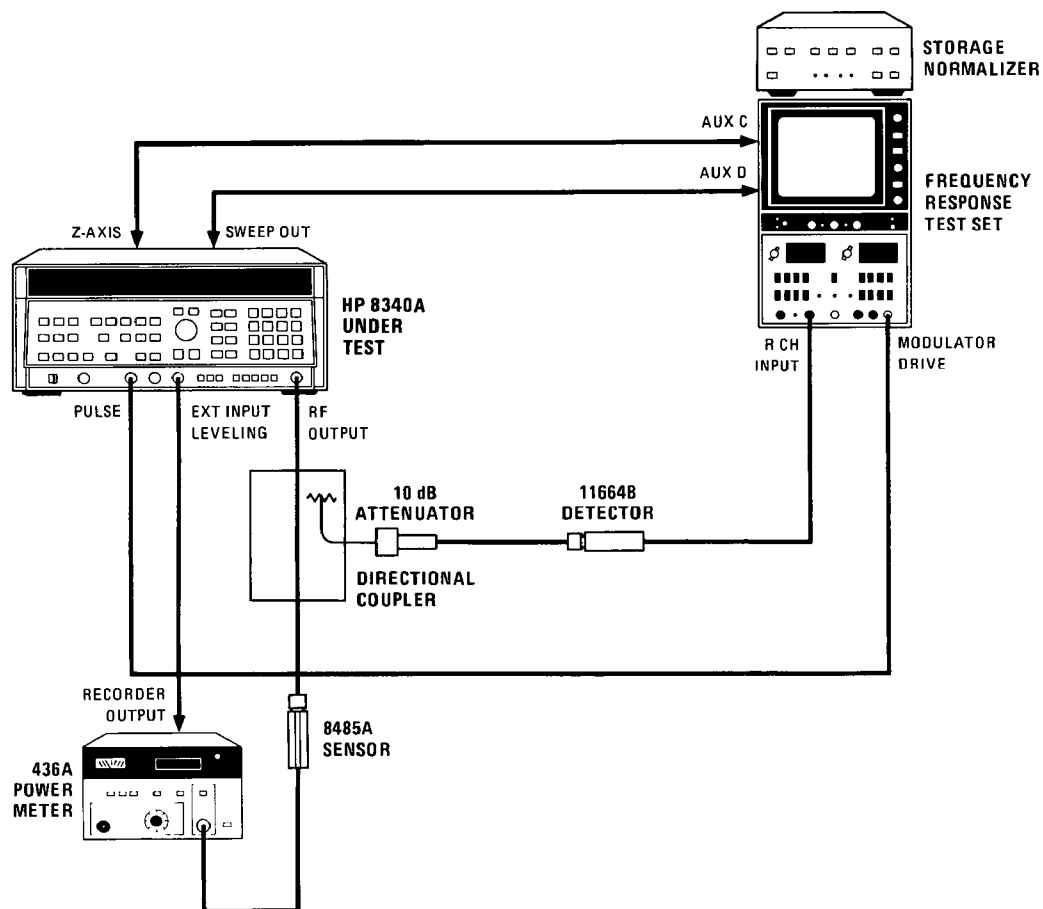 STORAGE
NORMALIZER
AUX C
AUX D
FREQUENCY
RESPONSE
TEST SET
Z-AXIS
SWEEP OUT
HP 8340A
UNDER
TEST
R CH
INPUT
MODULATOR
DRIVE
PULSE
EXT INPUT
LEVELING
RF
OUTPUT
10 dB
ATTENUATOR
11664B
DETECTOR
DIRECTIONAL
COUPLER
RECORDER
OUTPUT
8485A
SENSOR
436A
POWER
METER